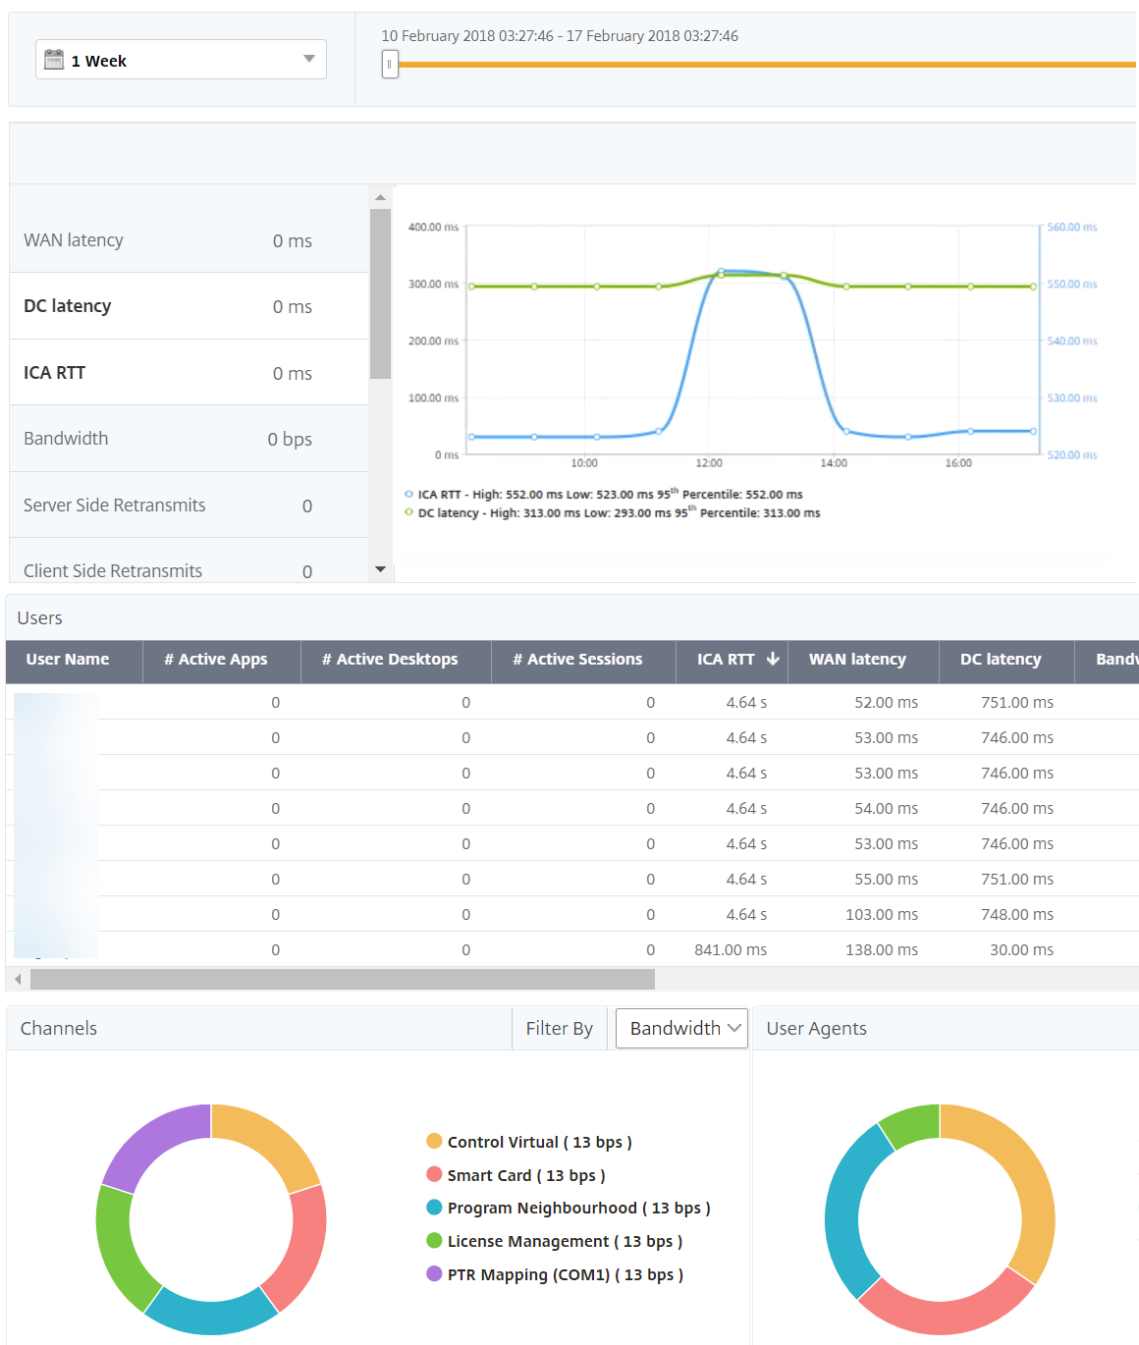 10 February 2018 03:27:46 - 17 February 2018 03:27:46
1 Week
WAN latency 0 ms
DC latency 0 ms
ICA RTT 0 ms
Bandwidth 0 bps
Server Side Retransmits 0
Client Side Retransmits 0
400.00 ms 560.00 ms
300.00 ms 550.00 ms
200.00 ms 540.00 ms
100.00 ms 530.00 ms
0 ms 520.00 ms
10:00 12:00 14:00 16:00
ICA RTT - High: 552.00 ms Low: 523.00 ms 95th Percentile: 552.00 ms
DC latency - High: 313.00 ms Low: 293.00 ms 95th Percentile: 313.00 ms
Users
User Name # Active Apps # Active Desktops # Active Sessions ICA RTT WAN latency DC latency Bandw
0 0 0 4.64 s 52.00 ms 751.00 ms
0 0 0 4.64 s 53.00 ms 746.00 ms
0 0 0 4.64 s 53.00 ms 746.00 ms
0 0 0 4.64 s 54.00 ms 746.00 ms
0 0 0 4.64 s 53.00 ms 746.00 ms
0 0 0 4.64 s 55.00 ms 751.00 ms
0 0 0 4.64 s 103.00 ms 748.00 ms
0 0 0 841.00 ms 138.00 ms 30.00 ms
Channels Filter By Bandwidth User Agents
Control Virtual ( 13 bps )
Smart Card ( 13 bps )
Program Neighbourhood ( 13 bps )
License Management ( 13 bps )
PTR Mapping (COM1) ( 13 bps )